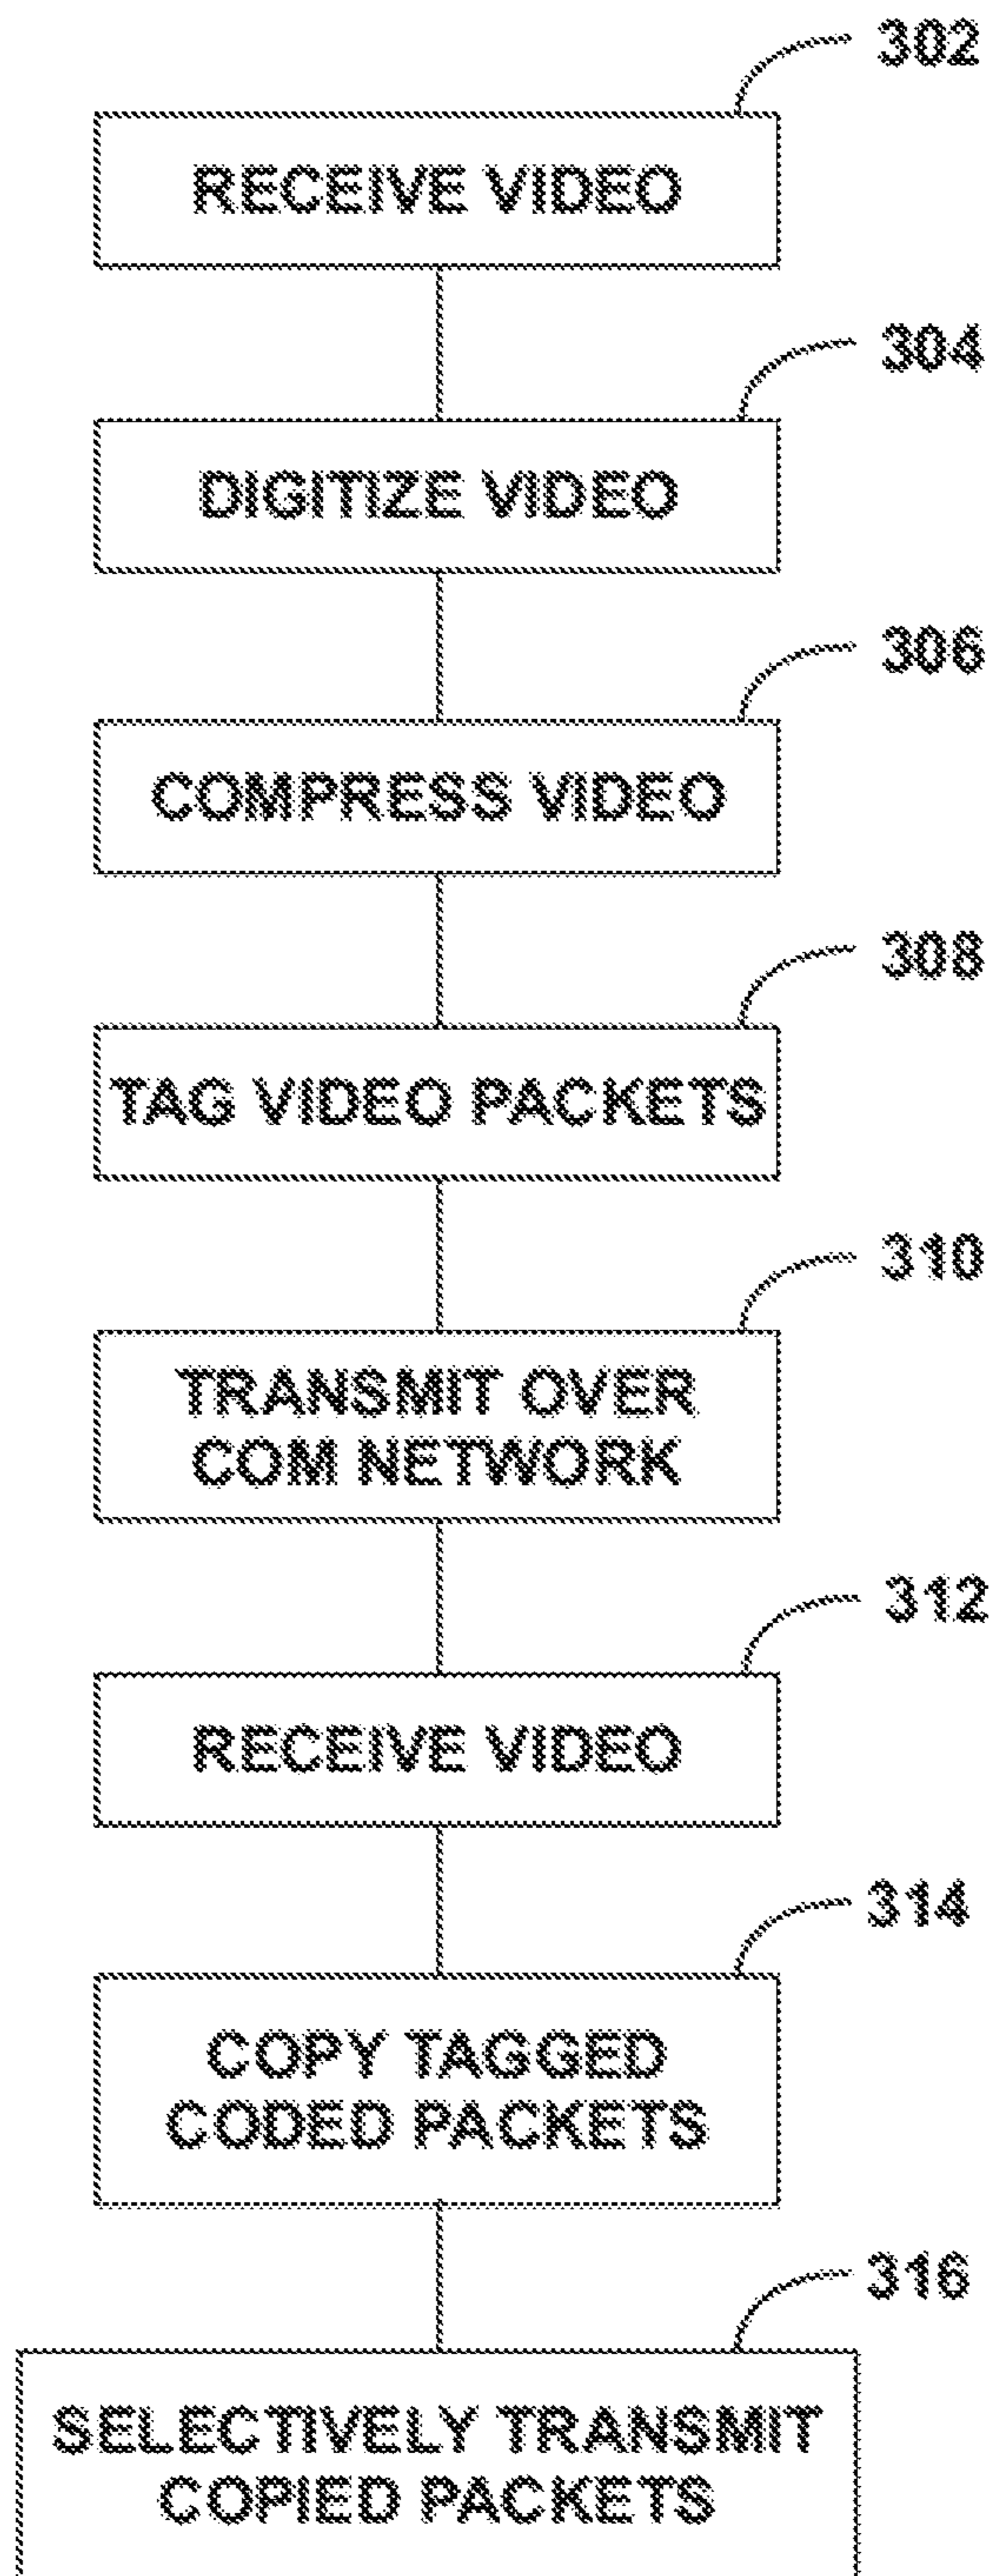 302
RECEIVE VIDEO
304
DIGITIZE VIDEO
306
COMPRESS VIDEO
308
TAG VIDEO PACKETS
310
TRANSMIT OVER
COM NETWORK
312
RECEIVE VIDEO
314
COPY TAGGED
CODED PACKETS
316
SELECTIVELY TRANSMIT
COPIED PACKETS